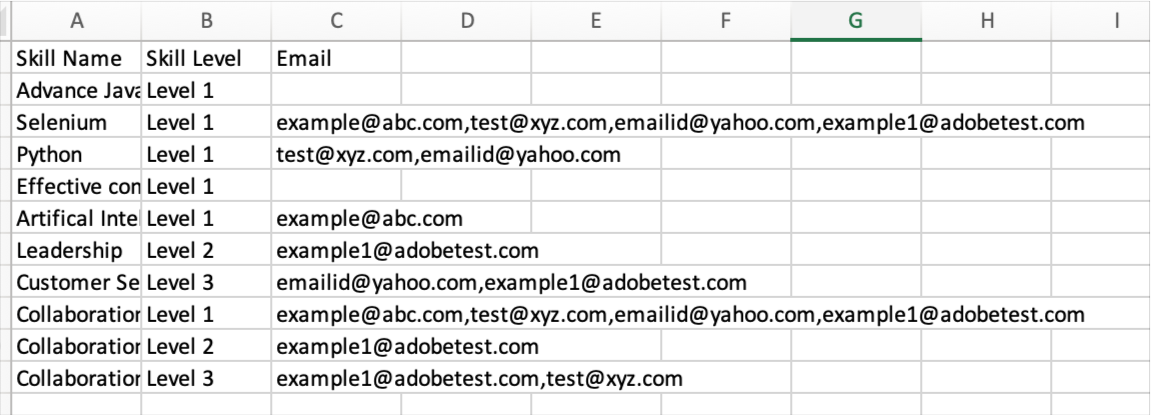 A B C D E F G H I
Skill Name Skill Level Email
Advance Java Level 1
Selenium Level 1 example@abc.com,test@xyz.com,emailid@yahoo.com,example1@adobetest.com
Python Level 1 test@xyz.com,emailid@yahoo.com
Effective con Level 1
Artifical Intel Level 1 example@abc.com
Leadership Level 2 example1@adobetest.com
Customer Se Level 3 emailid@yahoo.com,example1@adobetest.com
Collaboration Level 1 example@abc.com,test@xyz.com,emailid@yahoo.com,example1@adobetest.com
Collaboration Level 2 example1@adobetest.com
Collaboration Level 3 example1@adobetest.com,test@xyz.com